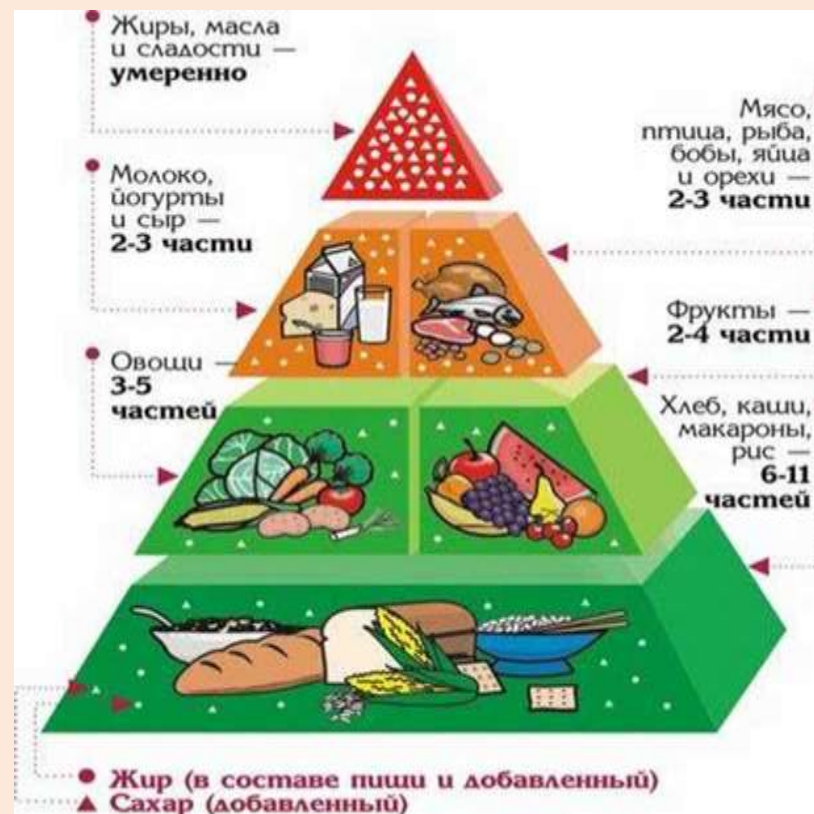 Жиры, масла
и сладости —
умеренно
Молоко,
йогурты
и сыр —
2-3 части
Овощи —
3-5
частей
Мясо,
птица, рыба,
бобы, яйца
и орехи —
2-3 части
Фрукты —
2-4 части
Хлеб, каши,
макароны,
рис —
6-11
частей
Жир (в составе пищи и добавленный)
Сахар (добавленный)